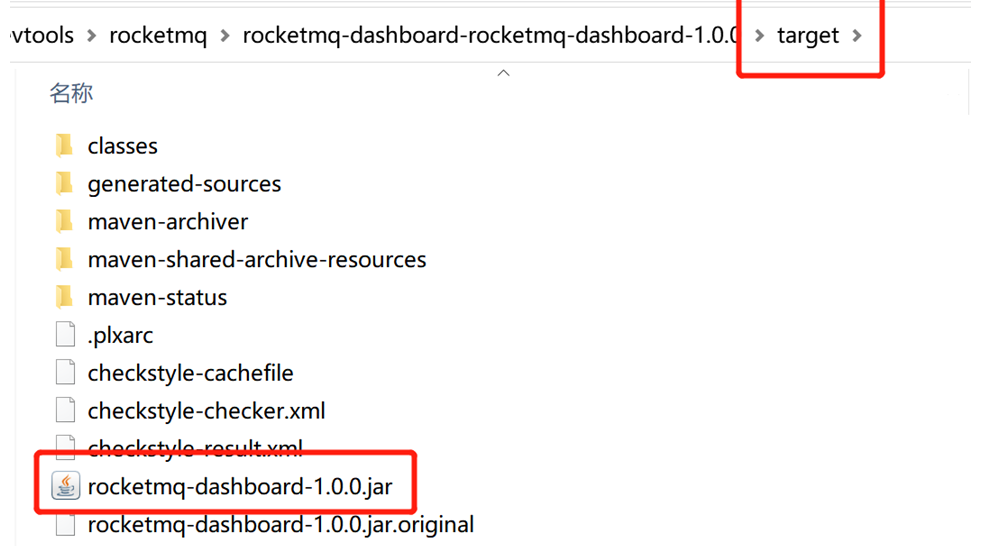 vtools > rocketmq > rocketmq-dashboard-rocketmq-dashboard-1.0.0 > target >
名称
classes
generated-sources
maven-archiver
maven-shared-archive-resources
maven-status
.plxarc
checkstyle-cachefile
checkstyle-checker.xml
checkstyle-result.xml
rocketmq-dashboard-1.0.0.jar
rocketmq-dashboard-1.0.0.jar.original